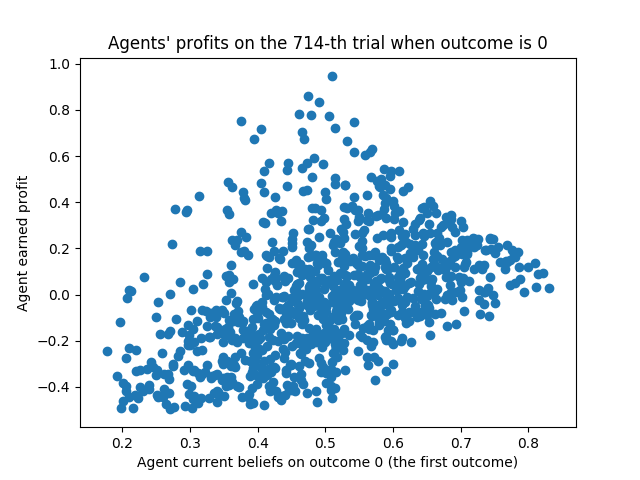 Agents' profits on the 714-th trial when outcome is 0
1.0
0.8
0.6
0.4
0.2
0.0
−0.2
−0.4
Agent earned profit
0.2 0.3 0.4 0.5 0.6 0.7 0.8
Agent current beliefs on outcome 0 (the first outcome)